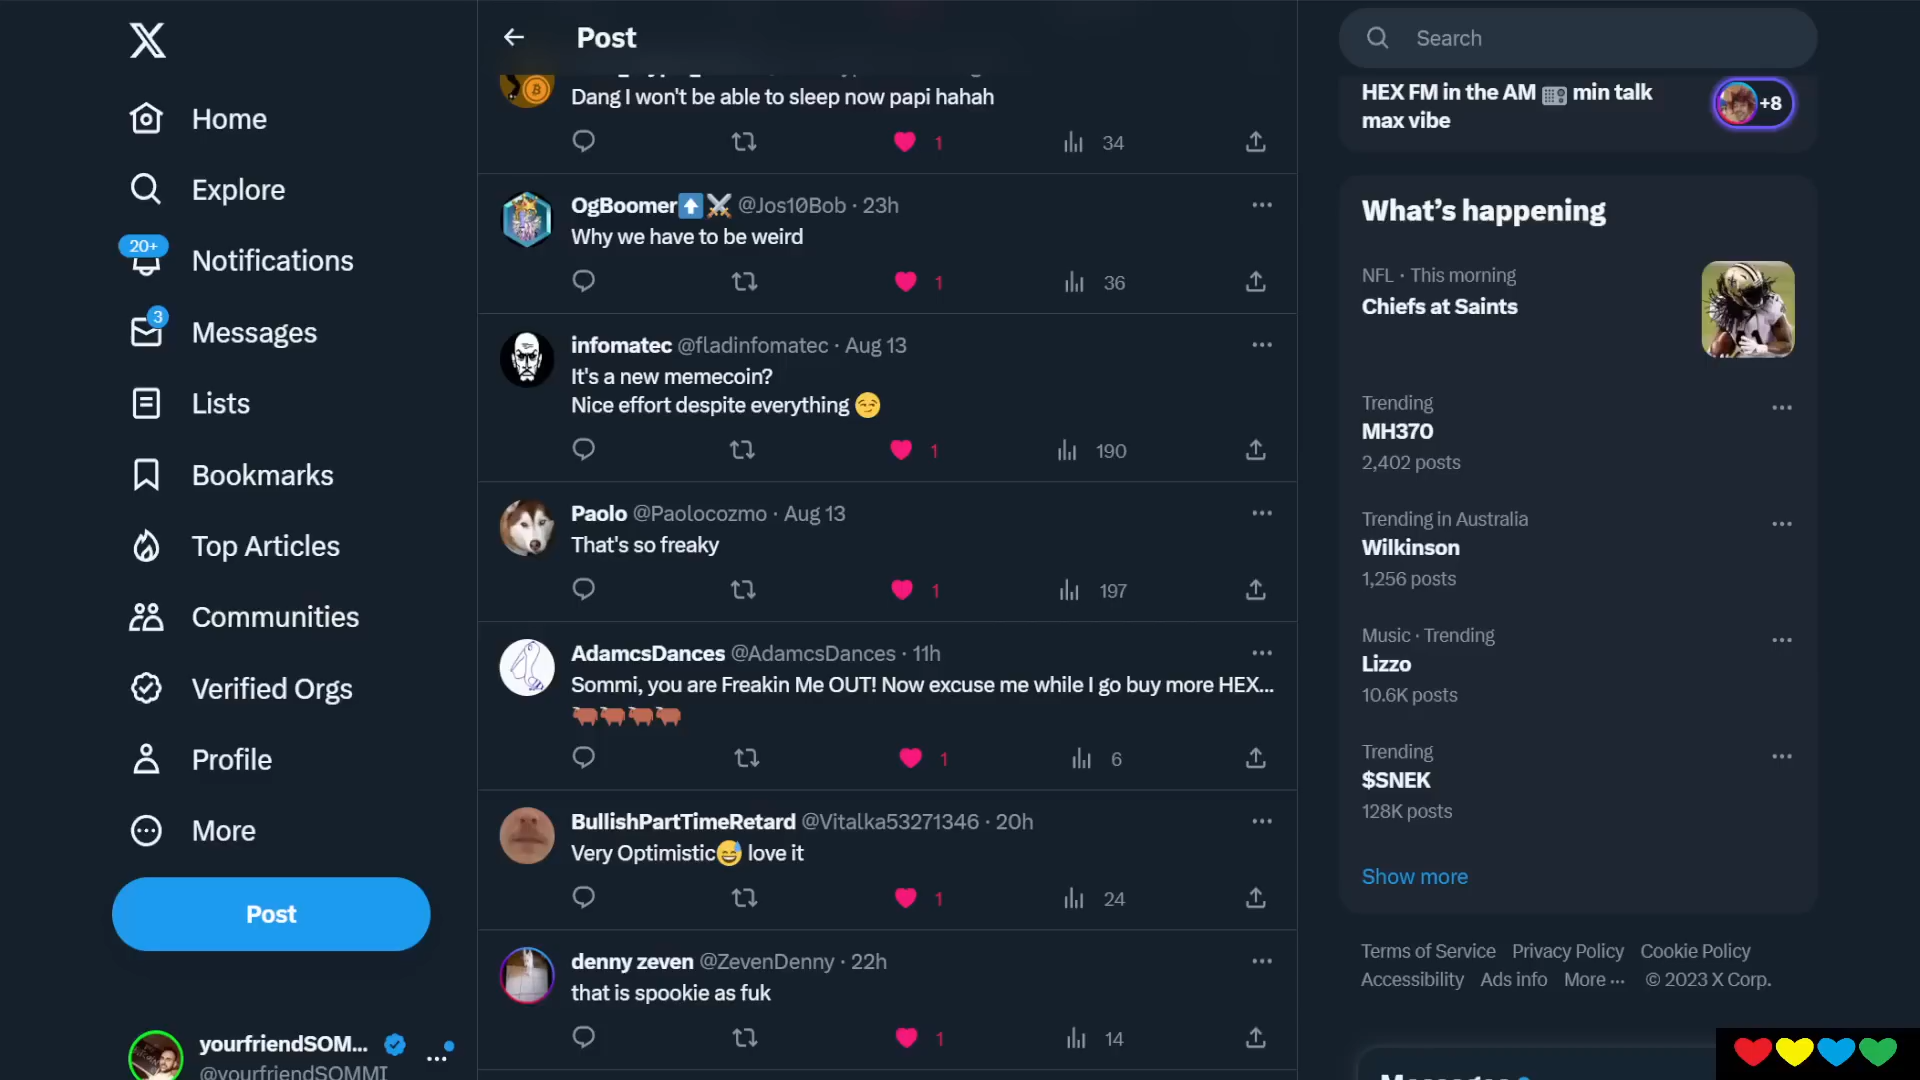 Post
Search
Home
Explore
20+
Notifications
3
Messages
Lists
Bookmarks
Top Articles
Communities
Verified Orgs
Profile
More
Post
yourfriendSOM...
@yourfriendSOMMI
Dang I won't be able to sleep now papi hahah
1 34
OgBoomer @Jos10Bob · 23h
Why we have to be weird
1 36
infomatec @fladinfomatec · Aug 13
It's a new memecoin?
Nice effort despite everything 😏
1 190
Paolo @Paolocozmo · Aug 13
That's so freaky
1 197
AdamcsDances @AdamcsDances · 11h
Sommi, you are Freakin Me OUT! Now excuse me while I go buy more HEX...
1 6
BullishPartTimeRetard @Vitalka53271346 · 20h
Very Optimistic😅 love it
1 24
denny zeven @ZevenDenny · 22h
that is spookie as fuk
1 14
HEX FM in the AM 📻 min talk
max vibe
+8
What's happening
NFL · This morning
Chiefs at Saints
Trending
MH370
2,402 posts
Trending in Australia
Wilkinson
1,256 posts
Music · Trending
Lizzo
10.6K posts
Trending
$SNEK
128K posts
Show more
Terms of Service Privacy Policy Cookie Policy
Accessibility Ads info More ··· © 2023 X Corp.
Messages